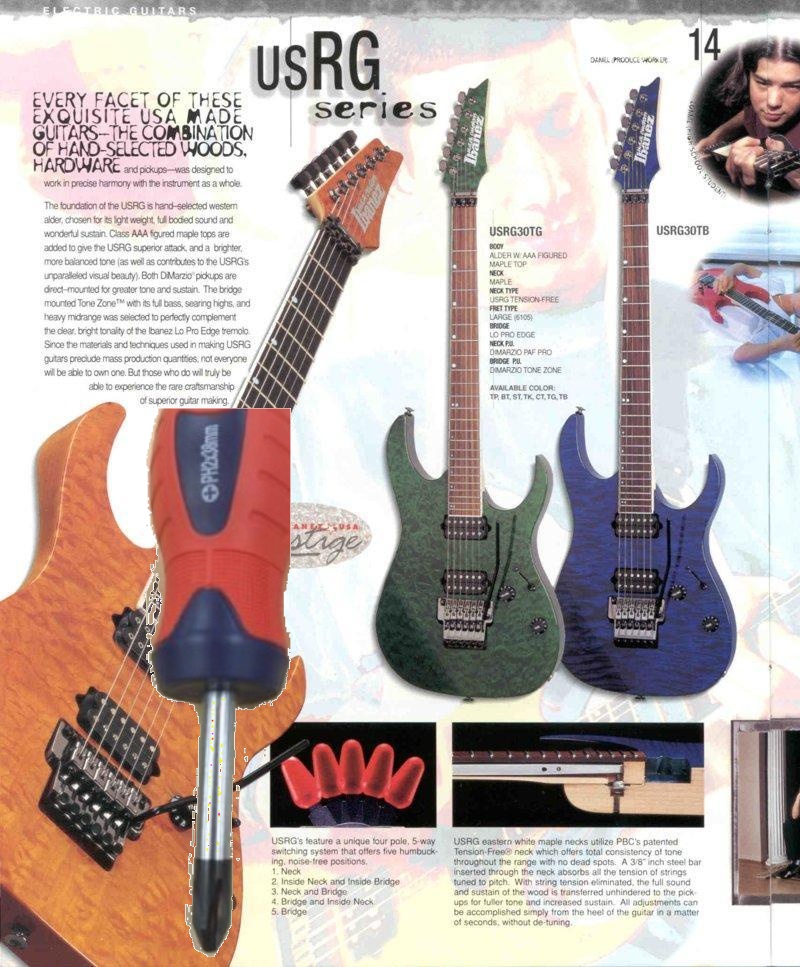 ELECTRIC GUITARS
usRG
series
14
EVERY FACET OF THESE
EXQUISITE USA MADE
GUITARS—THE COMBINATION
OF HAND-SELECTED WOODS,
HARDWARE and pickups—was designed to
work in precise harmony with the instrument as a whole.
The foundation of the USRG is hand–selected western
alder, chosen for its light weight, full bodied sound and
wonderful sustain. Class AAA figured maple tops are
added to give the USRG superior attack, and a brighter,
more balanced tone (as well as contributes to the USRG's
unparalleled visual beauty). Both DiMarzio® pickups are
direct–mounted for greater tone and sustain. The bridge
mounted Tone Zone™ with its full bass, searing highs, and
heavy midrange was selected to perfectly complement
the clear, bright tonality of the Ibanez Lo Pro Edge tremolo.
Since the materials and techniques used in making USRG
guitars preclude mass production quantities, not everyone
will be able to own one. But those who do will truly be
able to experience the rare craftsmanship
of superior guitar making.
Ibanez
Ibanez
Ibanez
DANIEL (PRODUCE WORKER)
USRG30TG
BODY
ALDER W/ AAA FIGURED
MAPLE TOP
NECK
MAPLE
NECK TYPE
USRG TENSION-FREE
FRET TYPE
LARGE (6105)
BRIDGE
LO PRO EDGE
NECK P.U.
DIMARZIO PAF PRO
BRIDGE P.U.
DIMARZIO TONE ZONE
AVAILABLE COLOR:
TP, BT, ST, TK, CT, TG, TB
USRG30TB
PH2x38mm
USA
stige
USRG's feature a unique four pole, 5-way
switching system that offers five humbuck-
ing, noise-free positions.
1. Neck
2. Inside Neck and Inside Bridge
3. Neck and Bridge
4. Bridge and Inside Neck
5. Bridge
USRG eastern white maple necks utilize PBC's patented
Tension-Free® neck which offers total consistency of tone
throughout the range with no dead spots. A 3/8" inch steel bar
inserted through the neck absorbs all the tension of strings
tuned to pitch. With string tension eliminated, the full sound
and sustain of the wood is transferred unhindered to the pick-
ups for fuller tone and increased sustain. All adjustments can
be accomplished simply from the heel of the guitar in a matter
of seconds, without de-tuning.